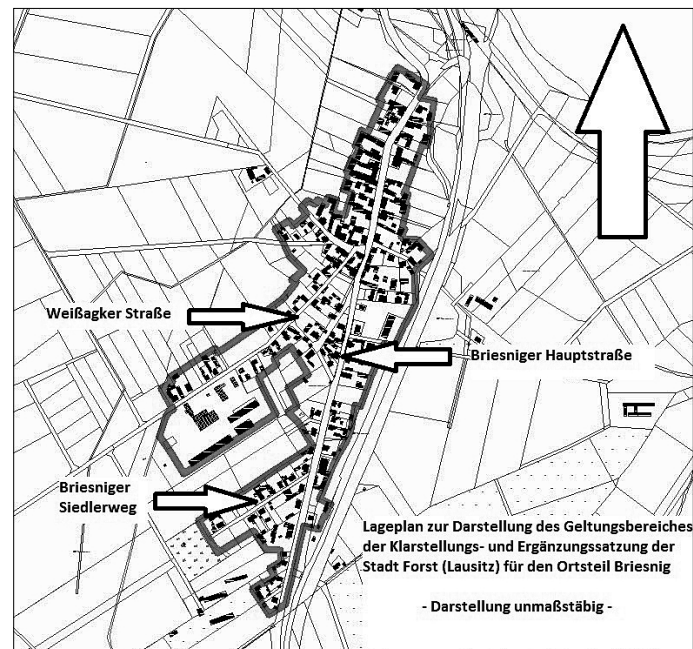 Weißagker Straße
Briesniger Hauptstraße
Briesniger
Siedlerweg
Lageplan zur Darstellung des Geltungsbereiches
der Klarstellungs- und Ergänzungssatzung der
Stadt Forst (Lausitz) für den Ortsteil Briesnig
- Darstellung unmaßstäbig -